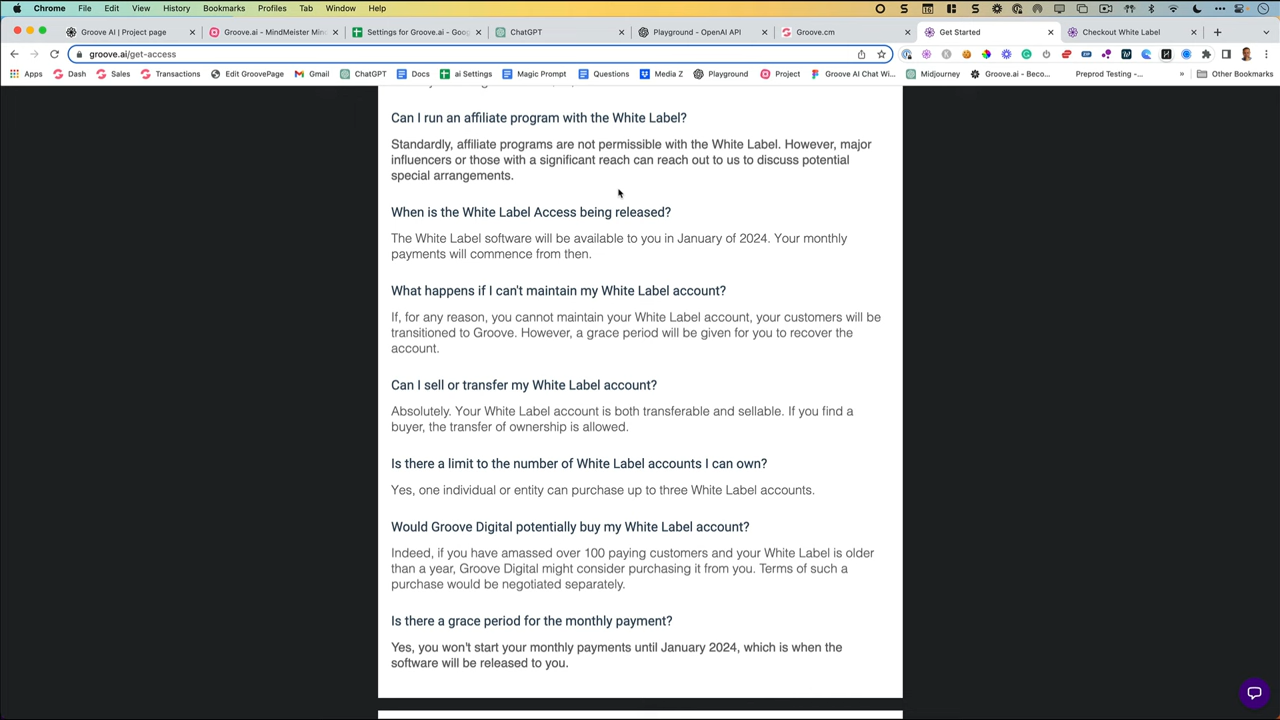 Chrome File Edit View History Bookmarks Profiles Tab Window Help
Groove AI | Project page
Groove.ai - MindMeister Min
Settings for Groove.ai - Goog
ChatGPT
Playground - OpenAI API
Groove.cm
Get Started
Checkout White Label
groove.ai/get-access
Apps Dash Sales Transactions Edit GroovePage Gmail ChatGPT Docs ai Settings Magic Prompt Questions Media Z Playground Project Groove AI Chat Wi... Midjourney Groove.ai - Beco... Preprod Testing -... » Other Bookmarks
Can I run an affiliate program with the White Label?
Standardly, affiliate programs are not permissible with the White Label. However, major
influencers or those with a significant reach can reach out to us to discuss potential
special arrangements.
When is the White Label Access being released?
The White Label software will be available to you in January of 2024. Your monthly
payments will commence from then.
What happens if I can't maintain my White Label account?
If, for any reason, you cannot maintain your White Label account, your customers will be
transitioned to Groove. However, a grace period will be given for you to recover the
account.
Can I sell or transfer my White Label account?
Absolutely. Your White Label account is both transferable and sellable. If you find a
buyer, the transfer of ownership is allowed.
Is there a limit to the number of White Label accounts I can own?
Yes, one individual or entity can purchase up to three White Label accounts.
Would Groove Digital potentially buy my White Label account?
Indeed, if you have amassed over 100 paying customers and your White Label is older
than a year, Groove Digital might consider purchasing it from you. Terms of such a
purchase would be negotiated separately.
Is there a grace period for the monthly payment?
Yes, you won't start your monthly payments until January 2024, which is when the
software will be released to you.